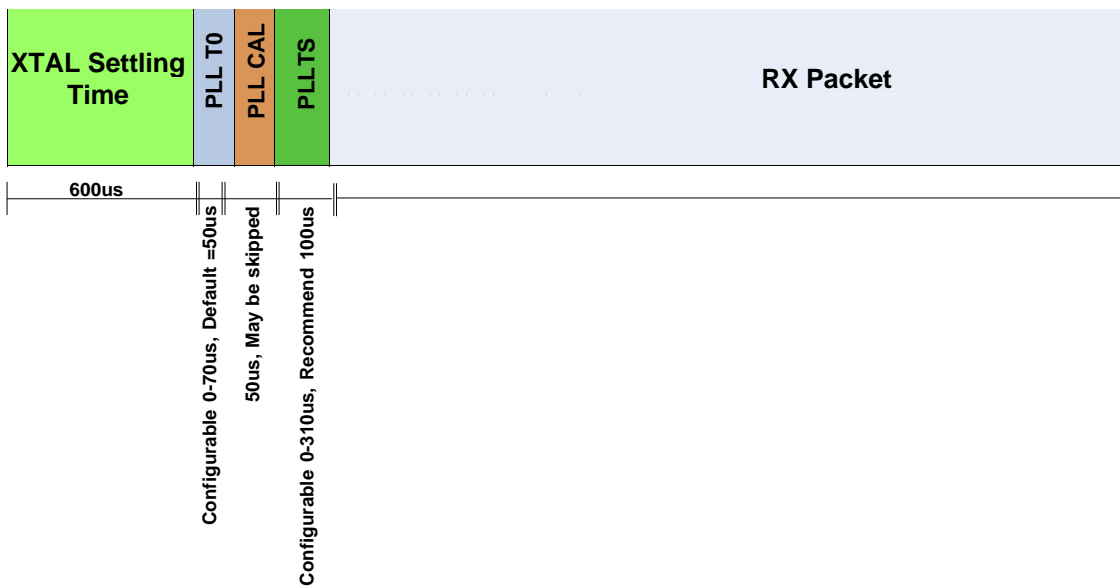 XTAL Settling
Time
PLL T0
PLL CAL
PLLTS
RX Packet
600us
Configurable 0-70us, Default =50us
50us, May be skipped
Configurable 0-310us, Recommend 100us